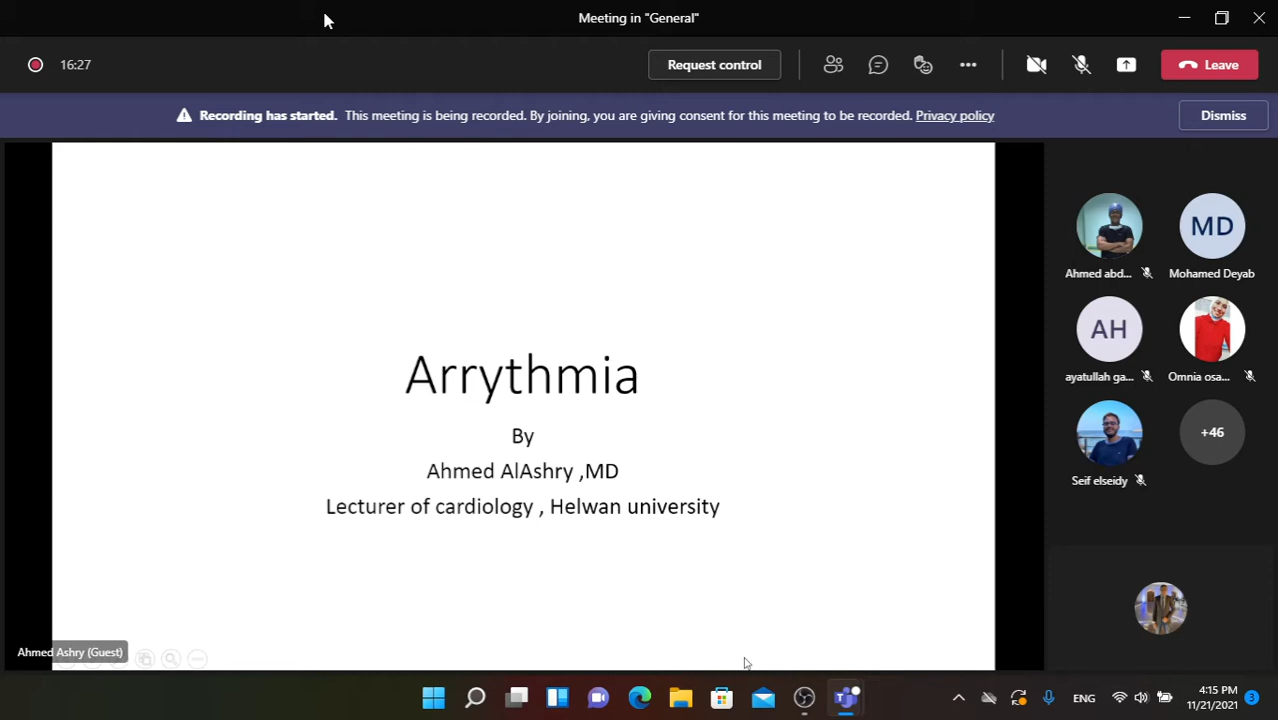 Meeting in "General"
16:27
Request control
Leave
Recording has started. This meeting is being recorded. By joining, you are giving consent for this meeting to be recorded. Privacy policy
Dismiss
Arrythmia
By
Ahmed AlAshry ,MD
Lecturer of cardiology , Helwan university
Ahmed Ashry (Guest)
MD
Ahmed abd...
Mohamed Deyab
AH
ayatullah ga...
Omnia osa...
+46
Seif elseidy
ENG
4:15 PM
11/21/2021
3